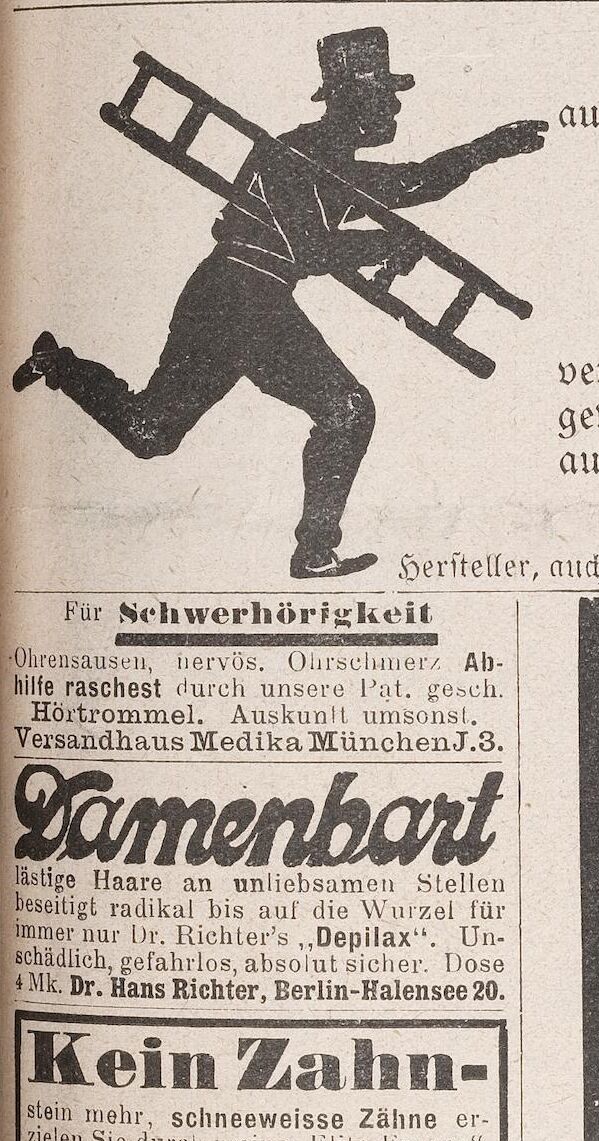 au
ve
ge
au
Hersteller, auch
Für Schwerhörigkeit
Ohrensausen, nervös. Ohrschmerz Ab-
hilfe raschest durch unsere Pat. gesch.
Hörtrommel. Auskunft umsonst.
Versandhaus Medika München J.3.
Damenbart
lästige Haare an unliebsamen Stellen
beseitigt radikal bis auf die Wurzel für
immer nur Dr. Richter's „Depilax“. Un-
schädlich, gefahrlos, absolut sicher. Dose
4 Mk. Dr. Hans Richter, Berlin-Halensee 20.
Kein Zahn-
stein mehr, schneeweisse Zähne er-
zielen Sie